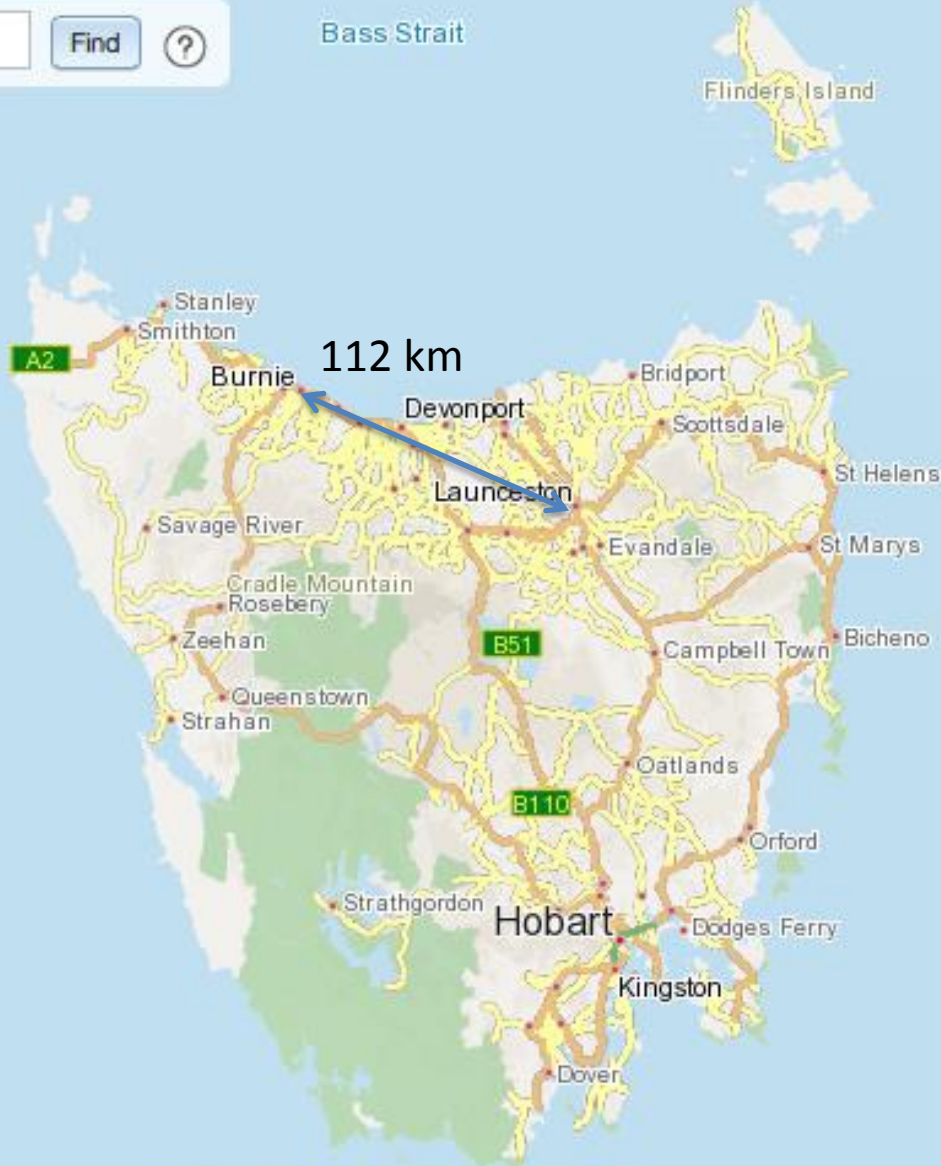 Find
?
Bass Strait
Flinders Island
Stanley
Smithton
A2
Burnie
112 km
Bridport
Devonport
Scottsdale
St Helens
Launceston
Savage River
Evandale
St Marys
Cradle Mountain
Rosebery
Zeehan
B51
Campbell Town
Bicheno
Queenstown
Strahan
Oatlands
B110
Orford
Strathgordon
Hobart
Dodges Ferry
Kingston
Dover